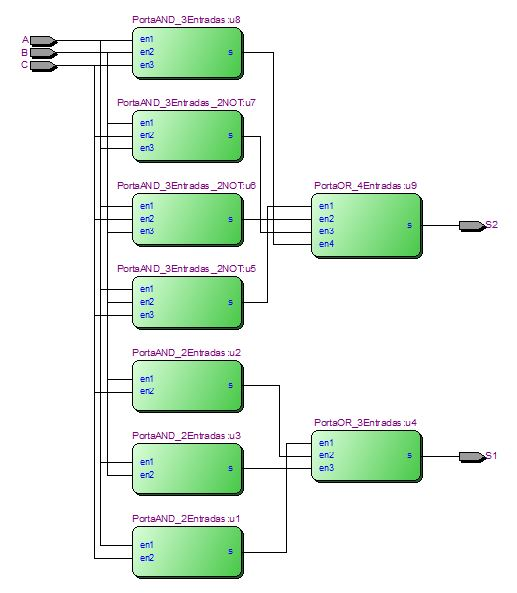 PortaAND_3Entradas:u8
A
B
C
en1
en2
en3
s
PortaAND_3Entradas_2NOT:u7
en1
en2
en3
s
PortaAND_3Entradas_2NOT:u6
en1
en2
en3
s
PortaOR_4Entradas:u9
en1
en2
en3
en4
s
S2
PortaAND_3Entradas_2NOT:u5
en1
en2
en3
s
PortaAND_2Entradas:u2
en1
en2
s
PortaOR_3Entradas:u4
en1
en2
en3
s
S1
PortaAND_2Entradas:u3
en1
en2
s
PortaAND_2Entradas:u1
en1
en2
s